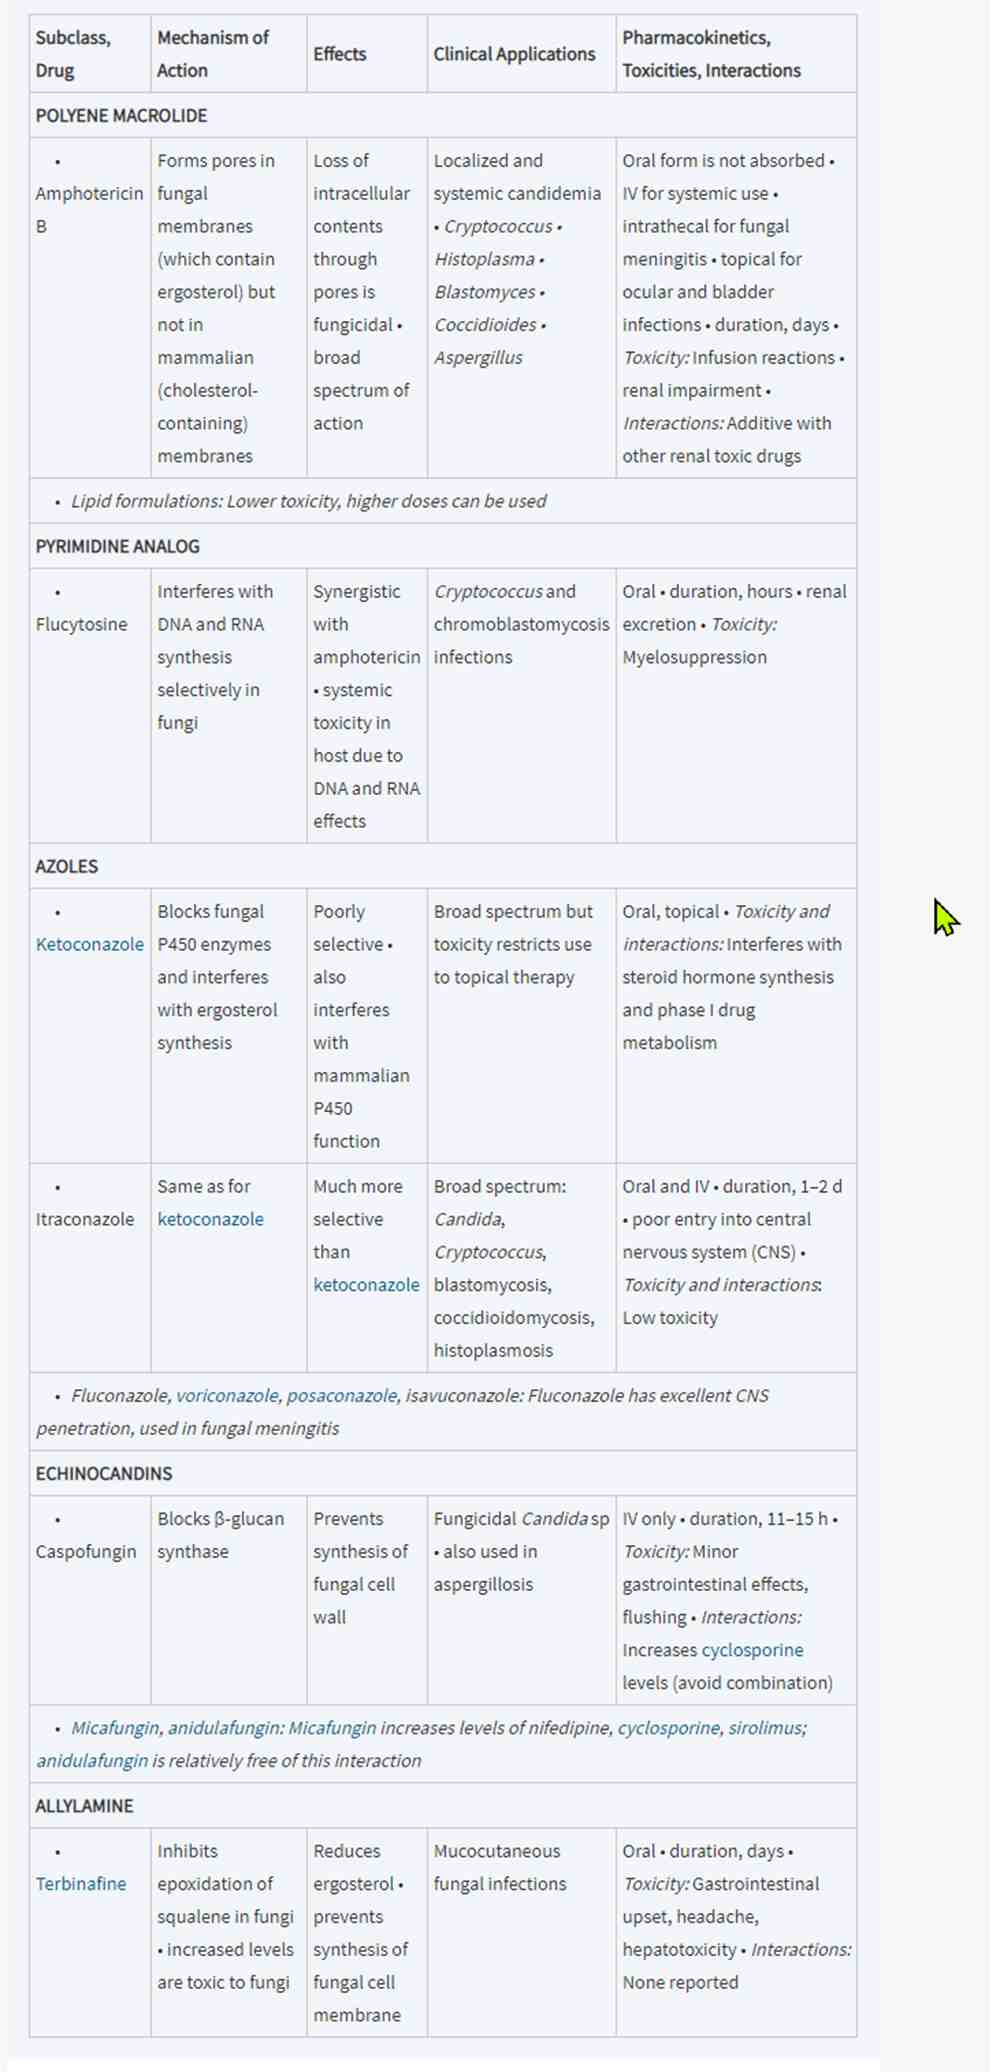 Subclass,
Drug
Mechanism of
Action
Effects
Clinical Applications
Pharmacokinetics,
Toxicities, Interactions
POLYENE MACROLIDE
•
Amphotericin
B
Forms pores in
fungal
membranes
(which contain
ergosterol) but
not in
mammalian
(cholesterol-
containing)
membranes
Loss of
intracellular
contents
through
pores is
fungicidal •
broad
spectrum of
action
Localized and
systemic candidemia
• Cryptococcus •
Histoplasma •
Blastomyces •
Coccidioides •
Aspergillus
Oral form is not absorbed •
IV for systemic use •
intrathecal for fungal
meningitis • topical for
ocular and bladder
infections • duration, days •
Toxicity: Infusion reactions •
renal impairment •
Interactions: Additive with
other renal toxic drugs
• Lipid formulations: Lower toxicity, higher doses can be used
PYRIMIDINE ANALOG
•
Flucytosine
Interferes with
DNA and RNA
synthesis
selectively in
fungi
Synergistic
with
amphotericin
• systemic
toxicity in
host due to
DNA and RNA
effects
Cryptococcus and
chromoblastomycosis
infections
Oral • duration, hours • renal
excretion • Toxicity:
Myelosuppression
AZOLES
•
Ketoconazole
Blocks fungal
P450 enzymes
and interferes
with ergosterol
synthesis
Poorly
selective •
also
interferes
with
mammalian
P450
function
Broad spectrum but
toxicity restricts use
to topical therapy
Oral, topical • Toxicity and
interactions: Interferes with
steroid hormone synthesis
and phase I drug
metabolism
•
Itraconazole
Same as for
ketoconazole
Much more
selective
than
ketoconazole
Broad spectrum:
Candida,
Cryptococcus,
blastomycosis,
coccidioidomycosis,
histoplasmosis
Oral and IV • duration, 1–2 d
• poor entry into central
nervous system (CNS) •
Toxicity and interactions:
Low toxicity
• Fluconazole, voriconazole, posaconazole, isavuconazole: Fluconazole has excellent CNS
penetration, used in fungal meningitis
ECHINOCANDINS
•
Caspofungin
Blocks β-glucan
synthase
Prevents
synthesis of
fungal cell
wall
Fungicidal Candida sp
• also used in
aspergillosis
IV only • duration, 11–15 h •
Toxicity: Minor
gastrointestinal effects,
flushing • Interactions:
Increases cyclosporine
levels (avoid combination)
• Micafungin, anidulafungin: Micafungin increases levels of nifedipine, cyclosporine, sirolimus;
anidulafungin is relatively free of this interaction
ALLYLAMINE
•
Terbinafine
Inhibits
epoxidation of
squalene in fungi
• increased levels
are toxic to fungi
Reduces
ergosterol •
prevents
synthesis of
fungal cell
membrane
Mucocutaneous
fungal infections
Oral • duration, days •
Toxicity: Gastrointestinal
upset, headache,
hepatotoxicity • Interactions:
None reported